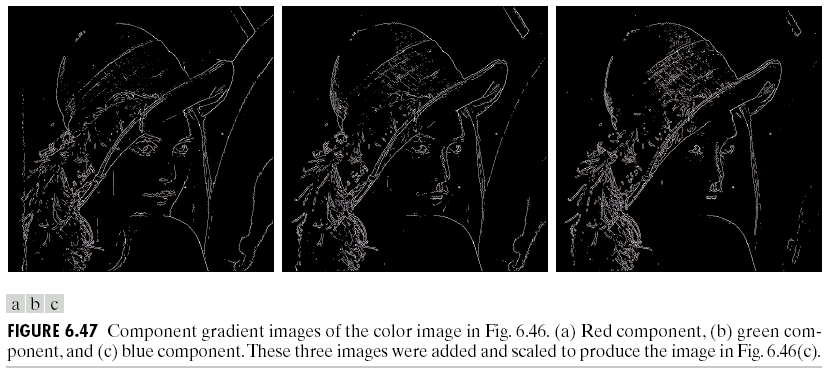 a b c
FIGURE 6.47 Component gradient images of the color image in Fig. 6.46. (a) Red component, (b) green com-
ponent, and (c) blue component. These three images were added and scaled to produce the image in Fig. 6.46(c).